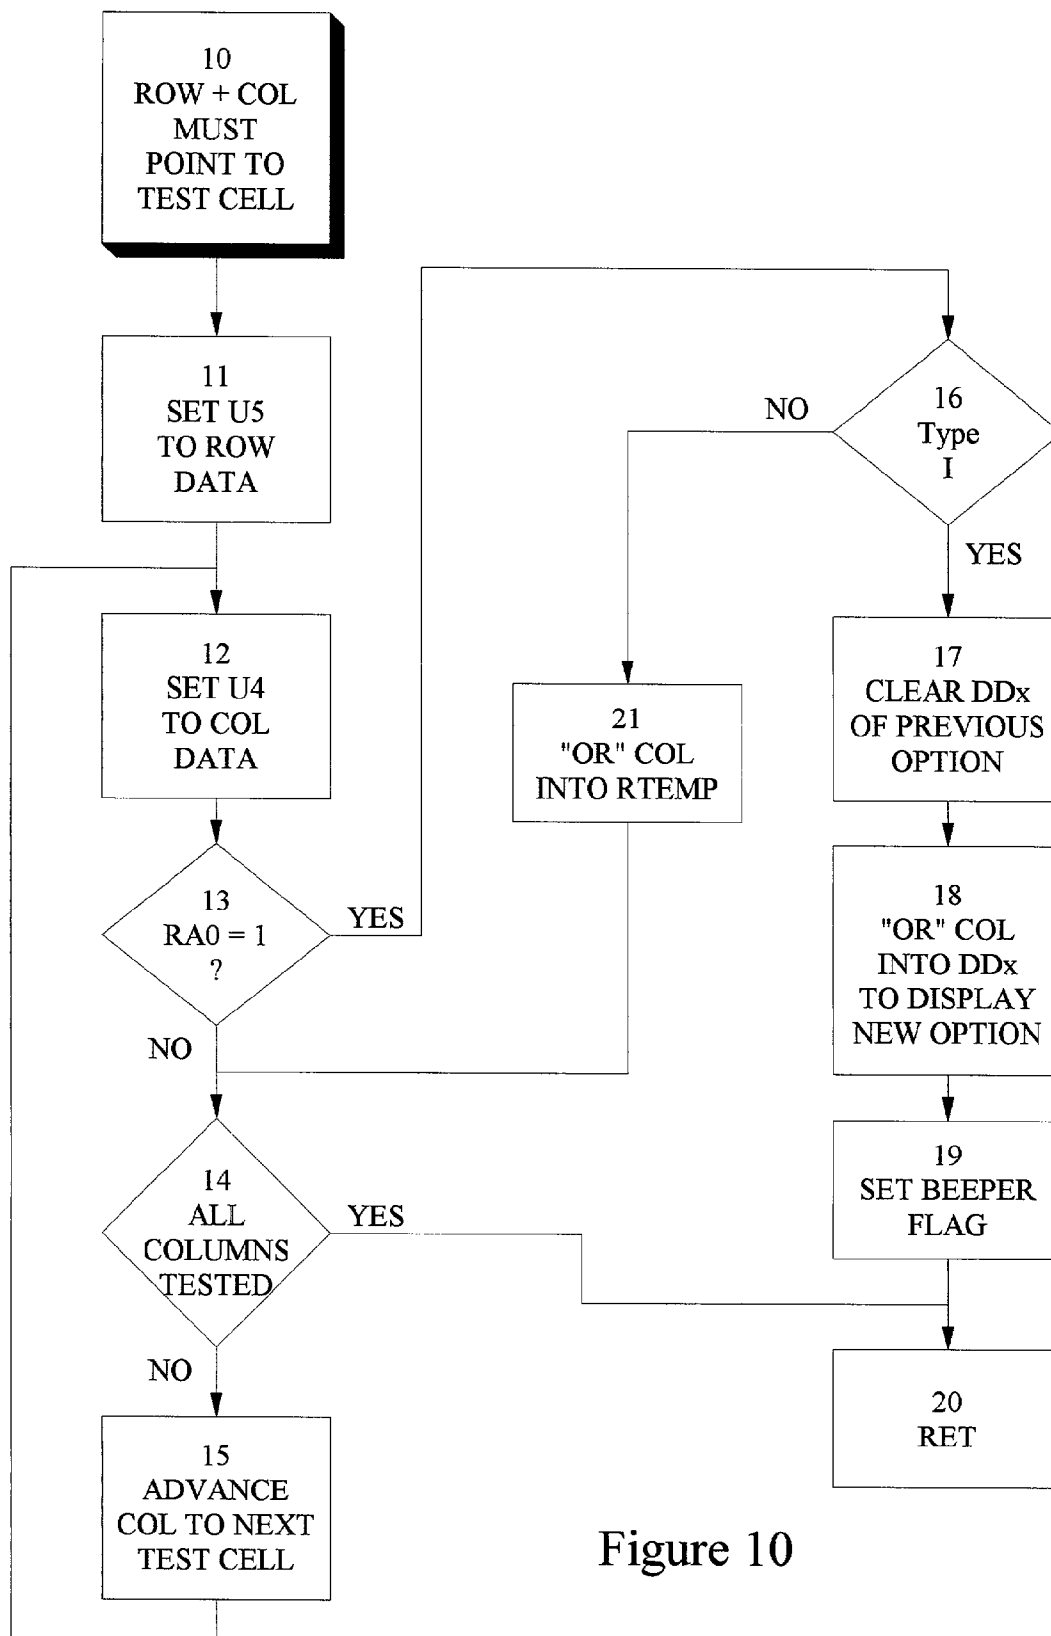 10
ROW + COL
MUST
POINT TO
TEST CELL
11
SET U5
TO ROW
DATA
12
SET U4
TO COL
DATA
13
RA0 = 1
?
YES
NO
14
ALL
COLUMNS
TESTED
YES
NO
15
ADVANCE
COL TO NEXT
TEST CELL
16
Type
I
NO
YES
21
"OR" COL
INTO RTEMP
17
CLEAR DDx
OF PREVIOUS
OPTION
18
"OR" COL
INTO DDx
TO DISPLAY
NEW OPTION
19
SET BEEPER
FLAG
20
RET
Figure 10